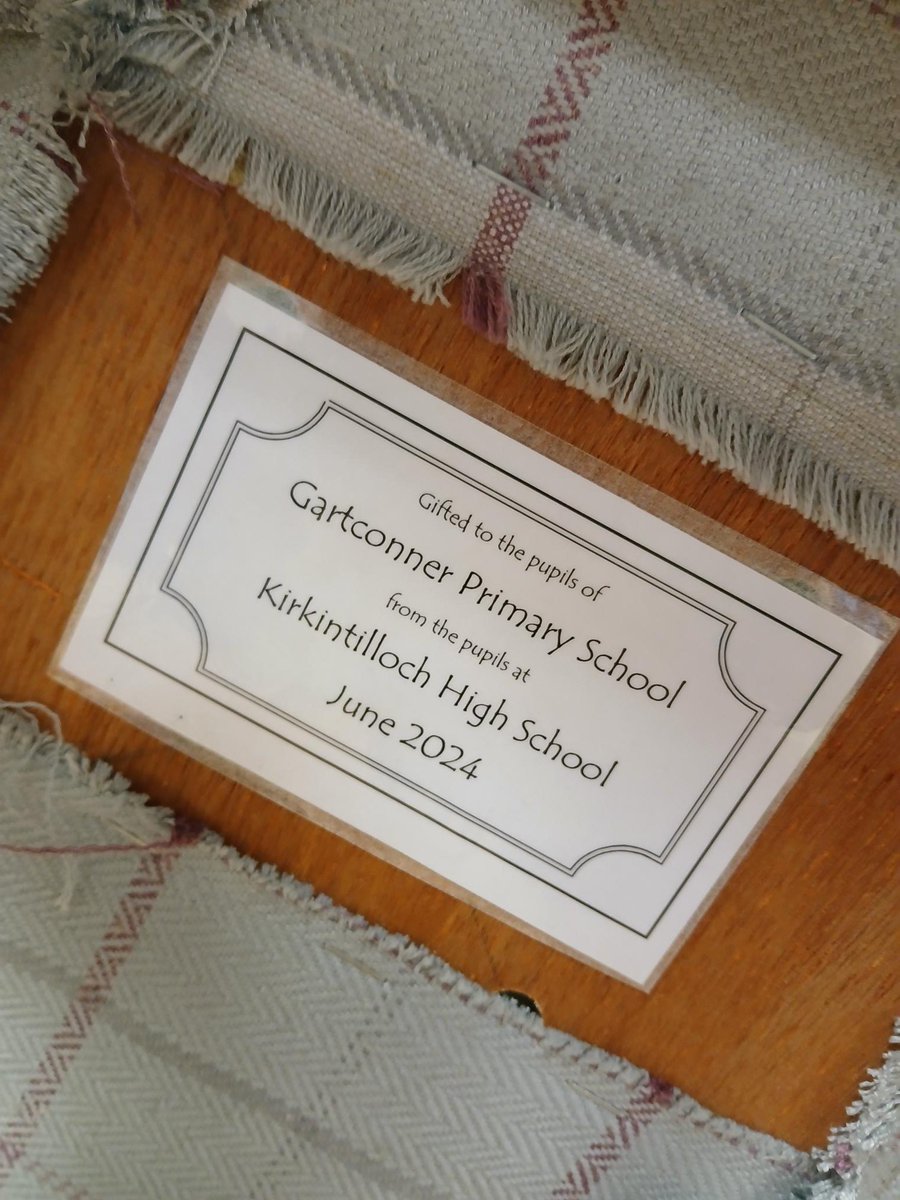 Gifted to the pupils of
Gartconner Primary School
from the pupils at
Kirkintilloch High School
June 2024